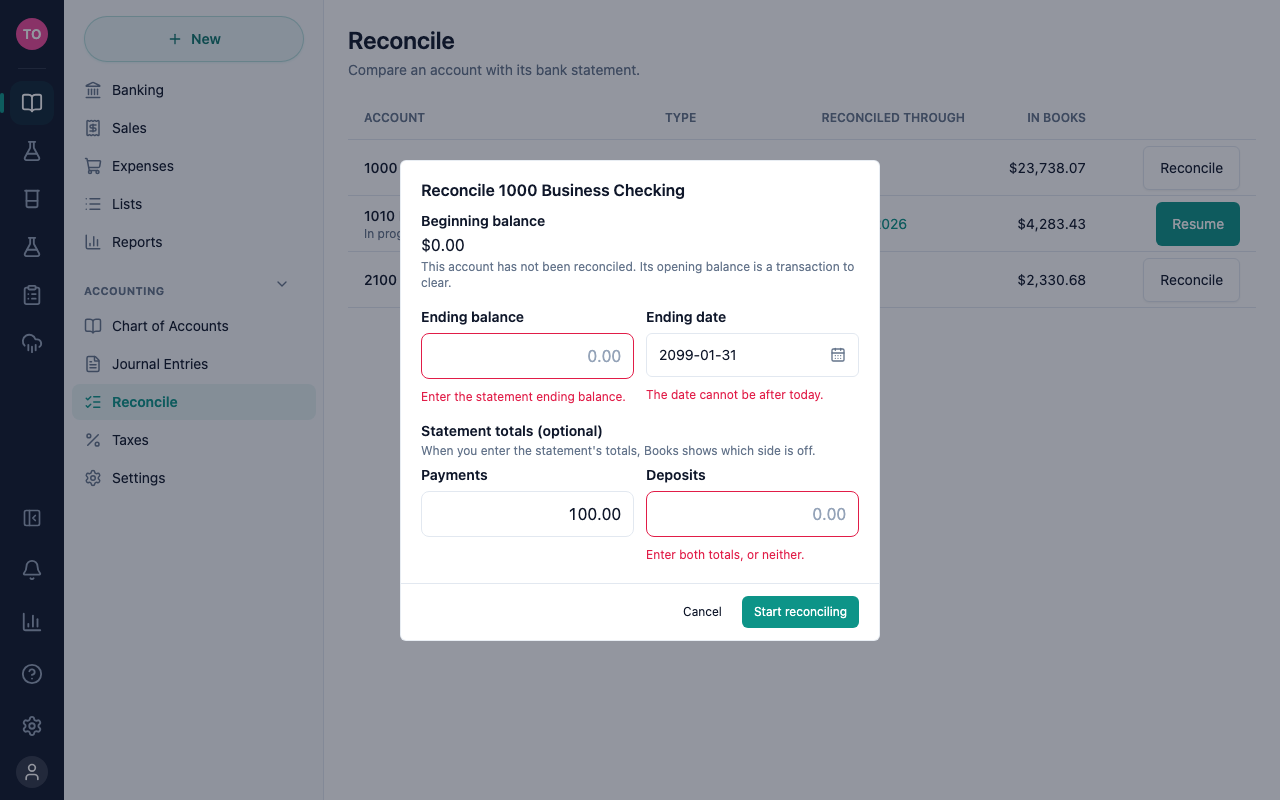 TO
New
Banking
Sales
Expenses
Lists
Reports
ACCOUNTING
Chart of Accounts
Journal Entries
Reconcile
Taxes
Settings
Reconcile
Compare an account with its bank statement.
ACCOUNT TYPE RECONCILED THROUGH IN BOOKS
1000 $23,738.07 Reconcile
1010 2026 $4,283.43 Resume
In prog
2100 $2,330.68 Reconcile
Reconcile 1000 Business Checking
Beginning balance
$0.00
This account has not been reconciled. Its opening balance is a transaction to
clear.
Ending balance Ending date
0.00 2099-01-31
Enter the statement ending balance. The date cannot be after today.
Statement totals (optional)
When you enter the statement's totals, Books shows which side is off.
Payments Deposits
100.00 0.00
Enter both totals, or neither.
Cancel Start reconciling